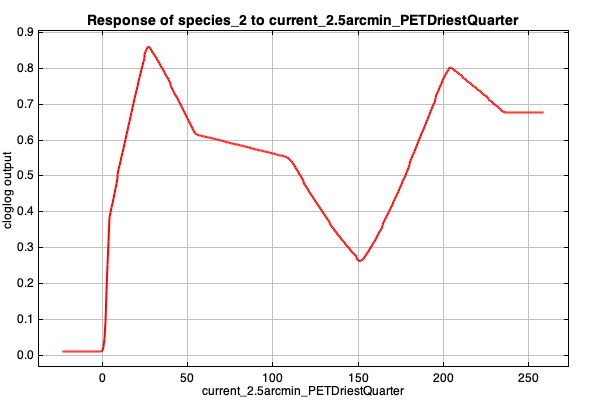 Response of species_2 to current_2.5arcmin_PETDriestQuarter
cloglog output
0.9
0.8
0.7
0.6
0.5
0.4
0.3
0.2
0.1
0.0
0 50 100 150 200 250
current_2.5arcmin_PETDriestQuarter